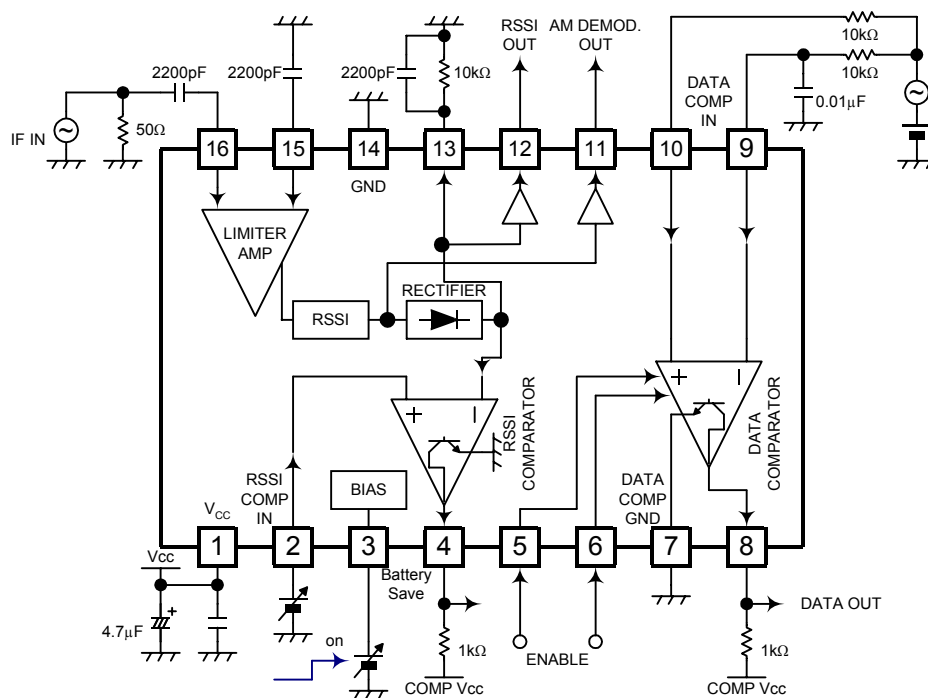 RSSI
OUT
AM DEMOD.
OUT
10kΩ
10kΩ
2200pF
2200pF
2200pF
10kΩ
DATA
COMP
IN
0.01µF
IF IN
50Ω
16
15
14
13
12
11
10
9
GND
LIMITER
AMP
RSSI
RECTIFIER
+
−
RSSI
COMPARATOR
+
−
DATA
COMPARATOR
BIAS
RSSI
COMP
IN
DATA
COMP
GND
VCC
1
2
3
4
5
6
7
8
Vcc
Battery
Save
+
4.7µF
on
1kΩ
COMP Vcc
ENABLE
DATA OUT
1kΩ
COMP Vcc